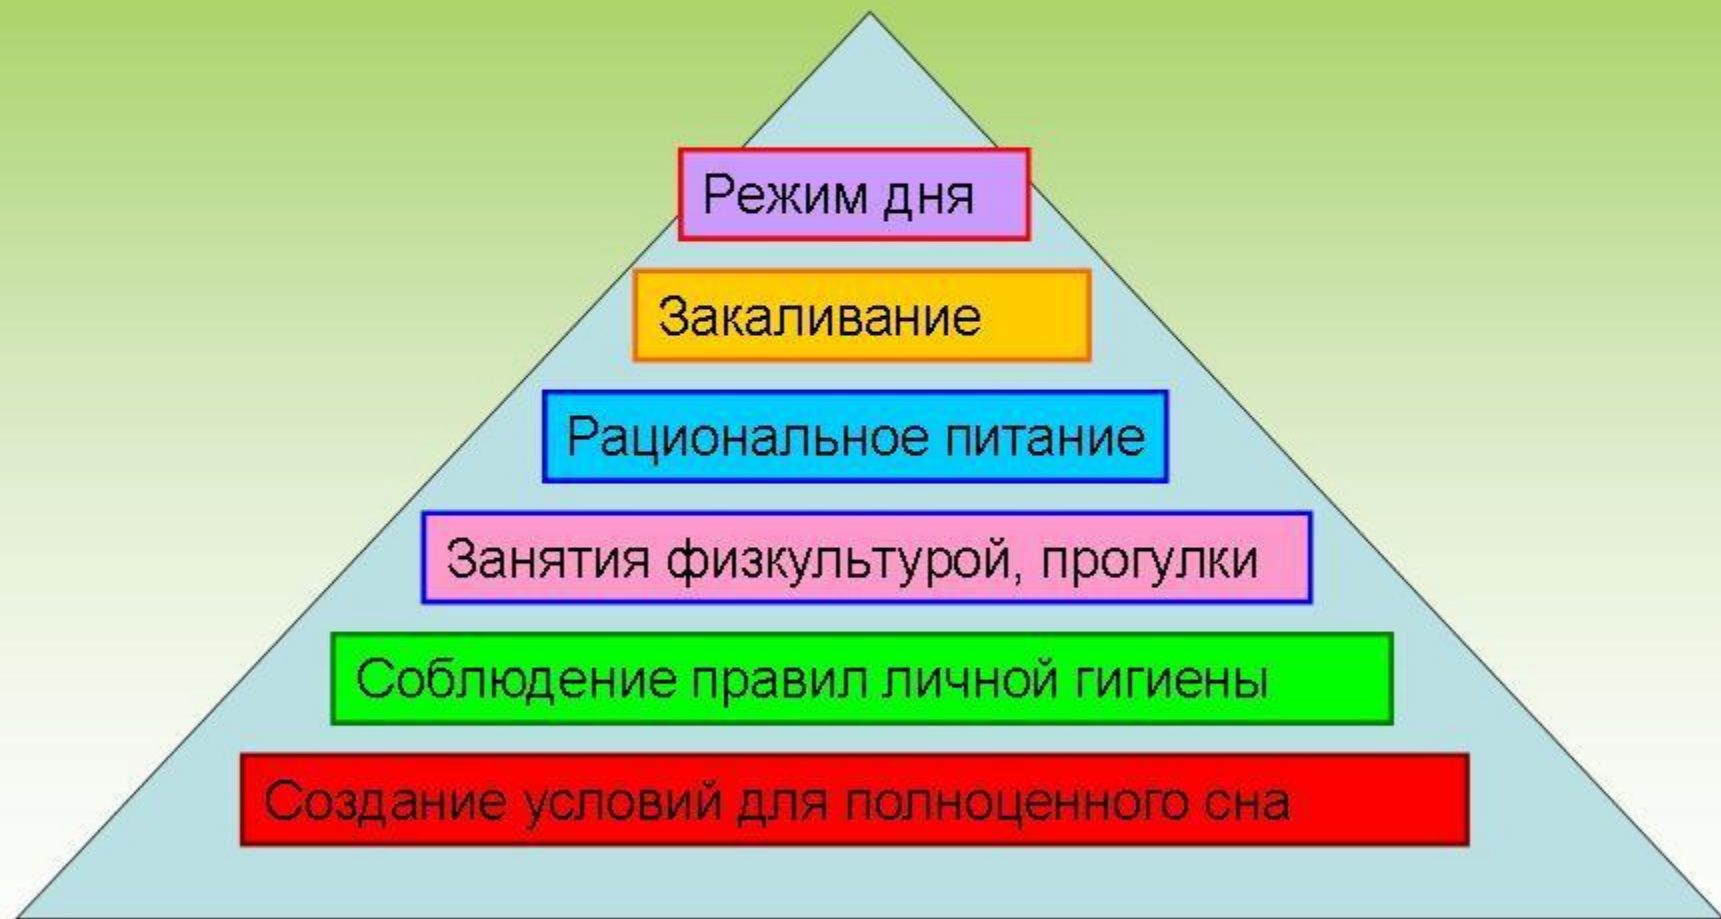 Режим дня
Закаливание
Рациональное питание
Занятия физкультурой, прогулки
Соблюдение правил личной гигиены
Создание условий для полноценного сна